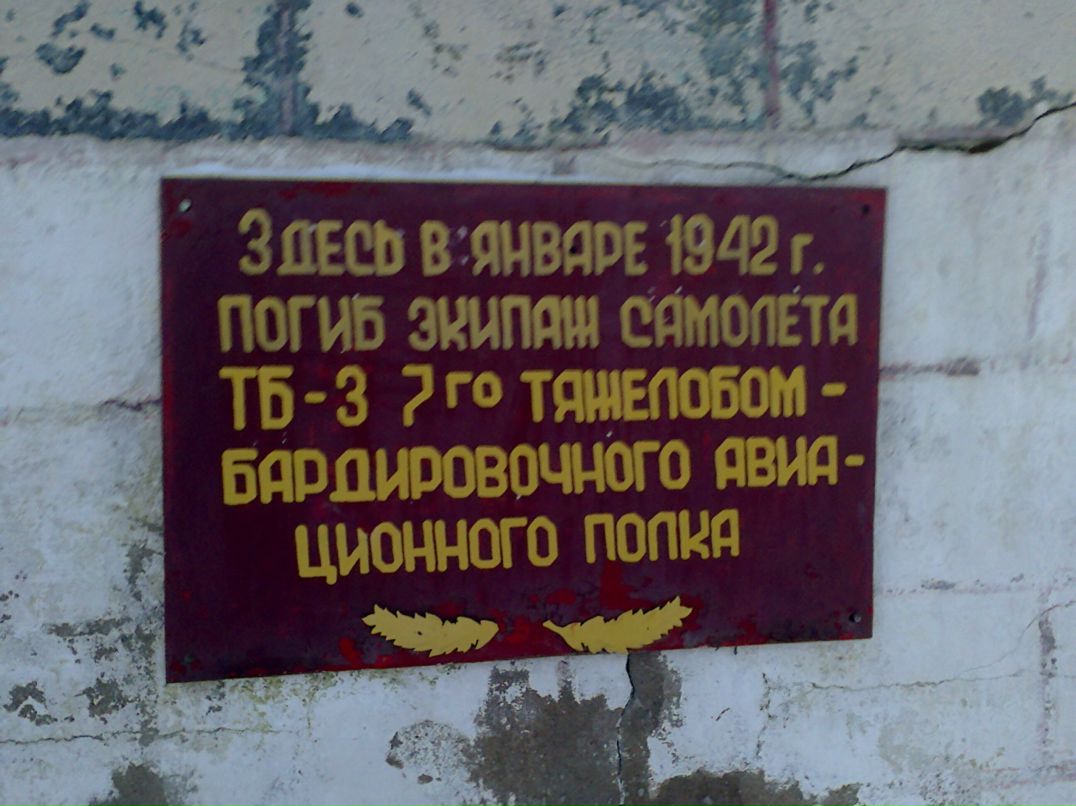 ЗДЕСЬ В ЯНВАРЕ 1942 г.
ПОГИБ ЭКИПАЖ САМОЛЕТА
ТБ-3 7го ТЯЖЕЛОБОМ-
БАРДИРОВОЧНОГО АВИА-
ЦИОННОГО ПОЛКА